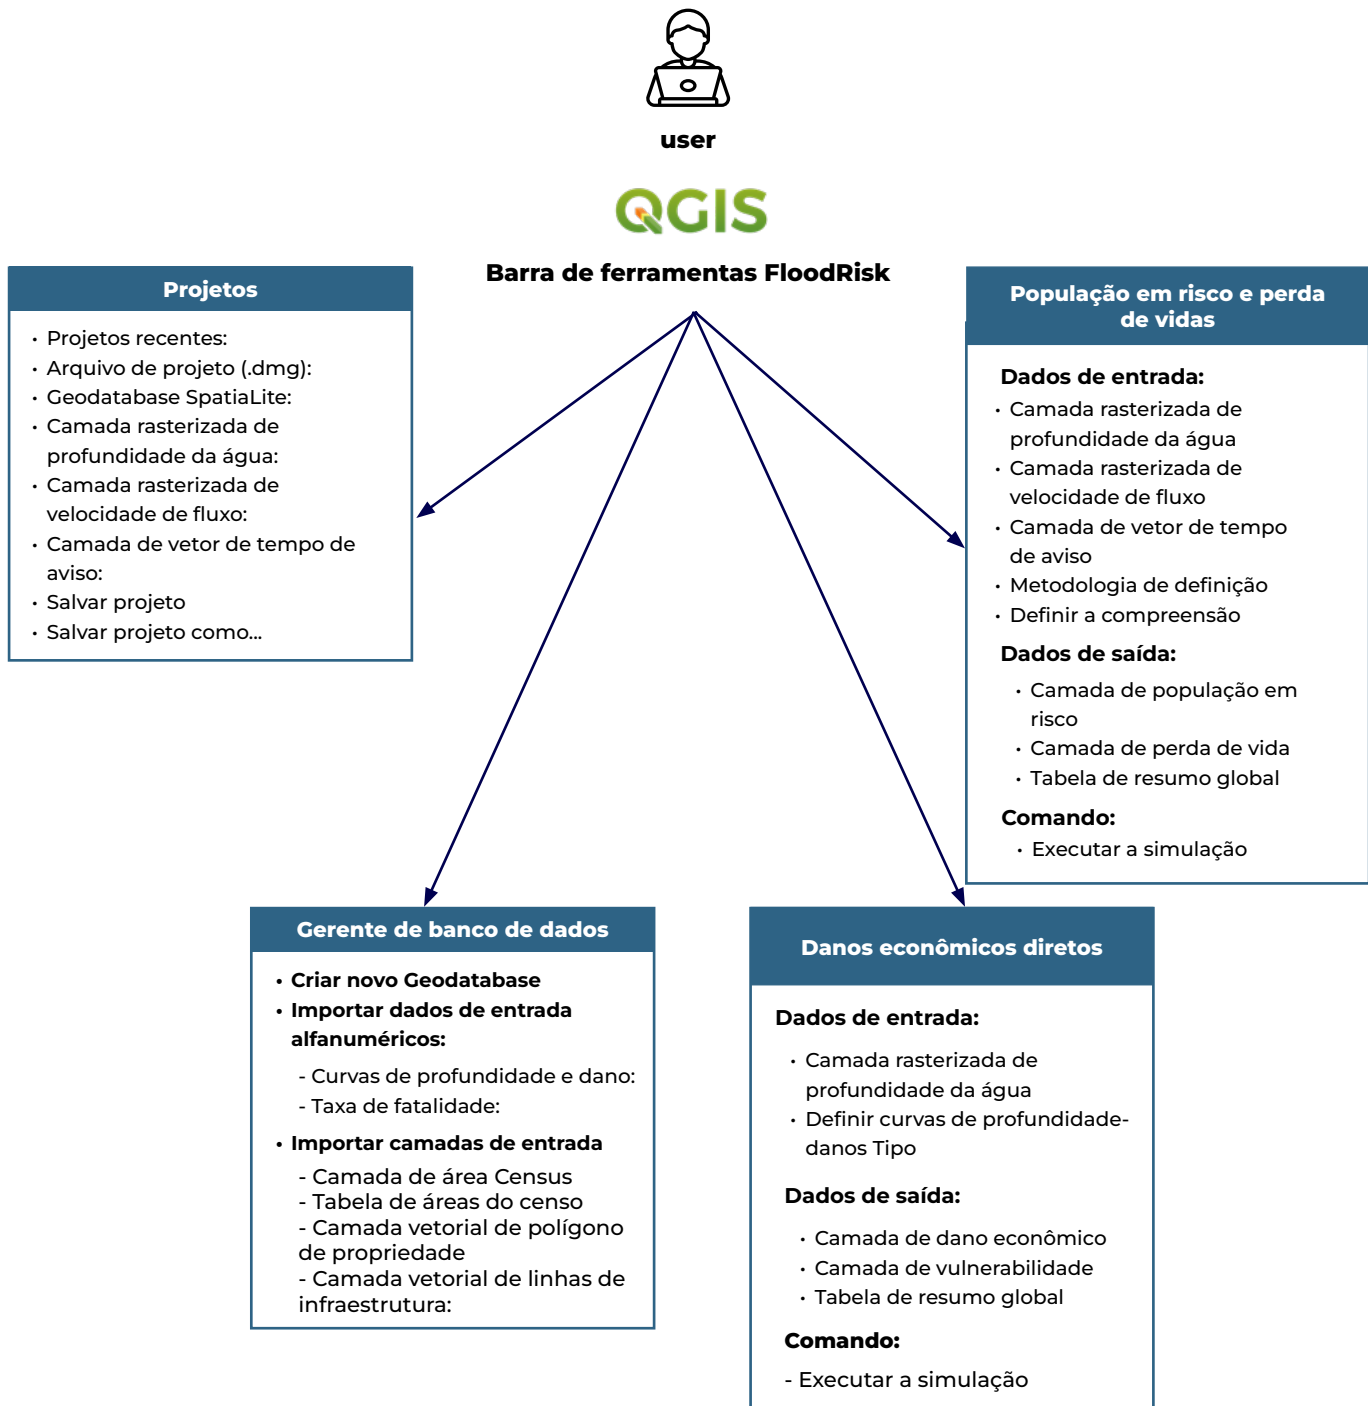 user
QGIS
Barra de ferramentas FloodRisk
Projetos
• Projetos recentes:
• Arquivo de projeto (.dmg):
• Geodatabase SpatiaLite:
• Camada rasterizada de
profundidade da água:
• Camada rasterizada de
velocidade de fluxo:
• Camada de vetor de tempo de
aviso:
• Salvar projeto
• Salvar projeto como...
População em risco e perda
de vidas
Dados de entrada:
• Camada rasterizada de
profundidade da água
• Camada rasterizada de
velocidade de fluxo
• Camada de vetor de tempo
de aviso
• Metodologia de definição
• Definir a compreensão
Dados de saída:
• Camada de população em
risco
• Camada de perda de vida
• Tabela de resumo global
Comando:
• Executar a simulação
Gerente de banco de dados
• Criar novo Geodatabase
• Importar dados de entrada
alfanuméricos:
- Curvas de profundidade e dano:
- Taxa de fatalidade:
• Importar camadas de entrada
- Camada de área Census
- Tabela de áreas do censo
- Camada vetorial de polígono
de propriedade
- Camada vetorial de linhas de
infraestrutura:
Danos econômicos diretos
Dados de entrada:
• Camada rasterizada de
profundidade da água
• Definir curvas de profundidade-
danos Tipo
Dados de saída:
• Camada de dano econômico
• Camada de vulnerabilidade
• Tabela de resumo global
Comando:
- Executar a simulação